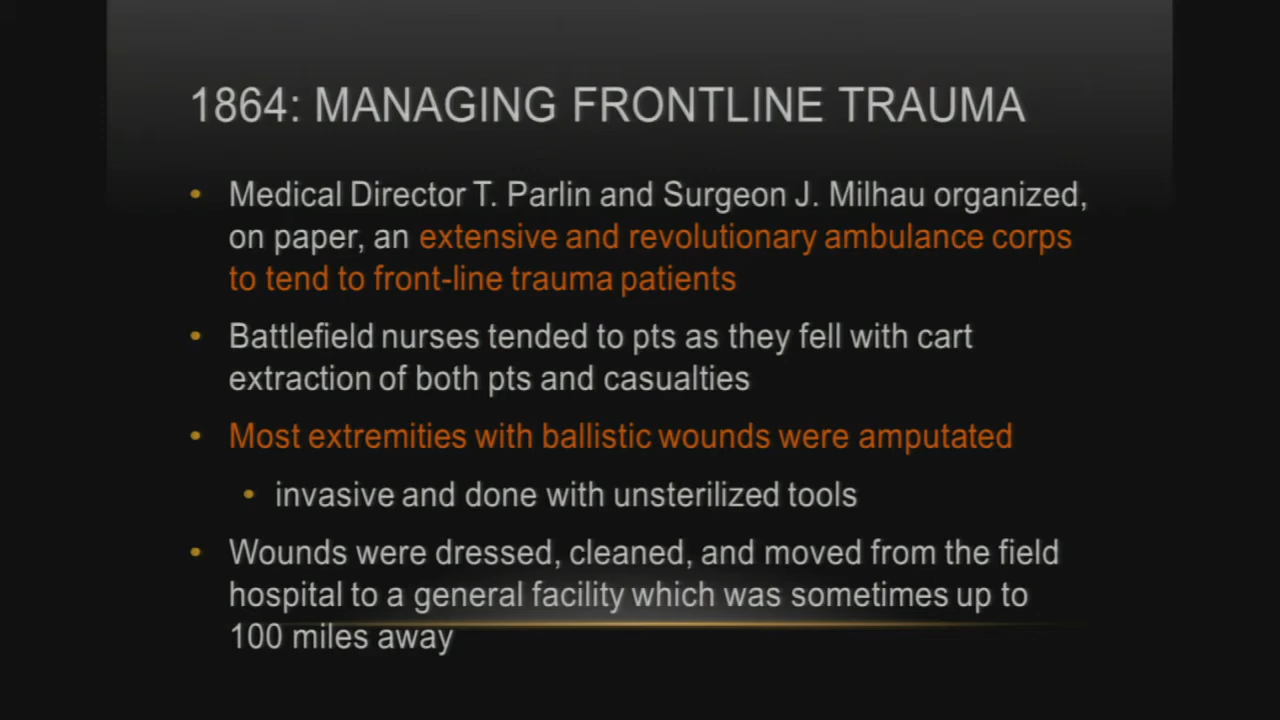 1864: MANAGING FRONTLINE TRAUMA
• Medical Director T. Parlin and Surgeon J. Milhau organized,
on paper, an extensive and revolutionary ambulance corps
to tend to front-line trauma patients
• Battlefield nurses tended to pts as they fell with cart
extraction of both pts and casualties
• Most extremities with ballistic wounds were amputated
• invasive and done with unsterilized tools
• Wounds were dressed, cleaned, and moved from the field
hospital to a general facility which was sometimes up to
100 miles away